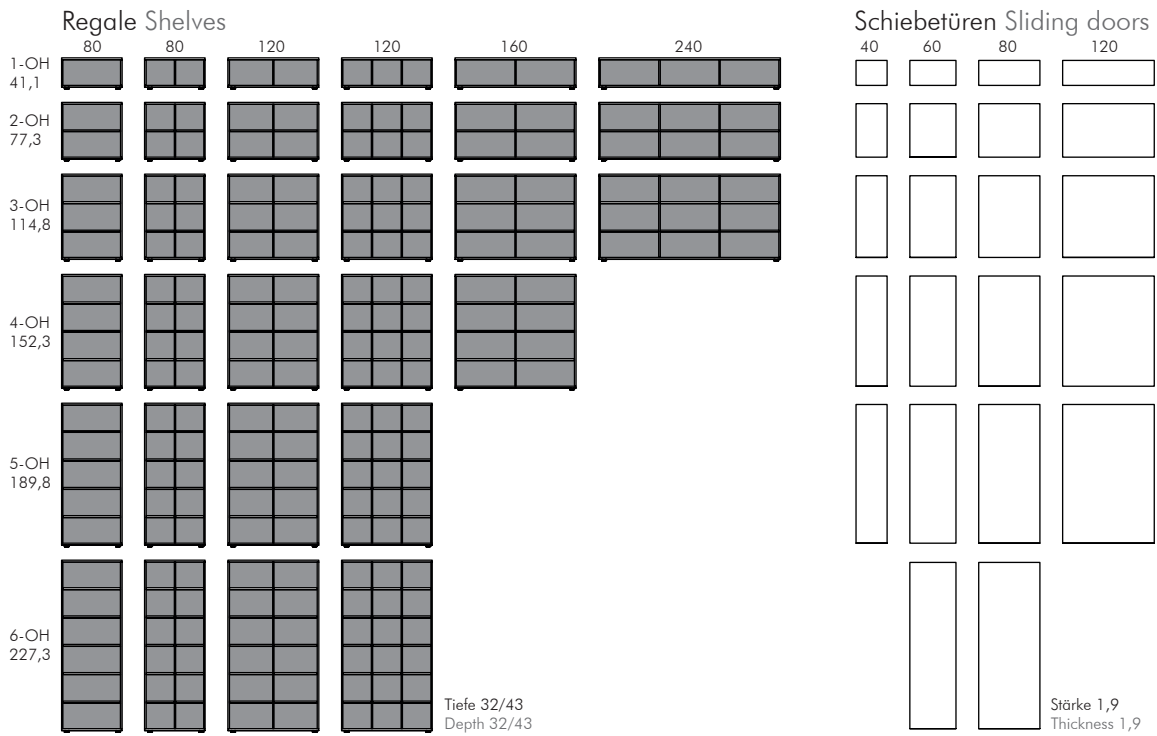 Regale Shelves
80 80 120 120 160 240
1-OH
41,1
2-OH
77,3
3-OH
114,8
4-OH
152,3
5-OH
189,8
6-OH
227,3
Tiefe 32/43
Depth 32/43
Schiebetüren Sliding doors
40 60 80 120
Stärke 1,9
Thickness 1,9